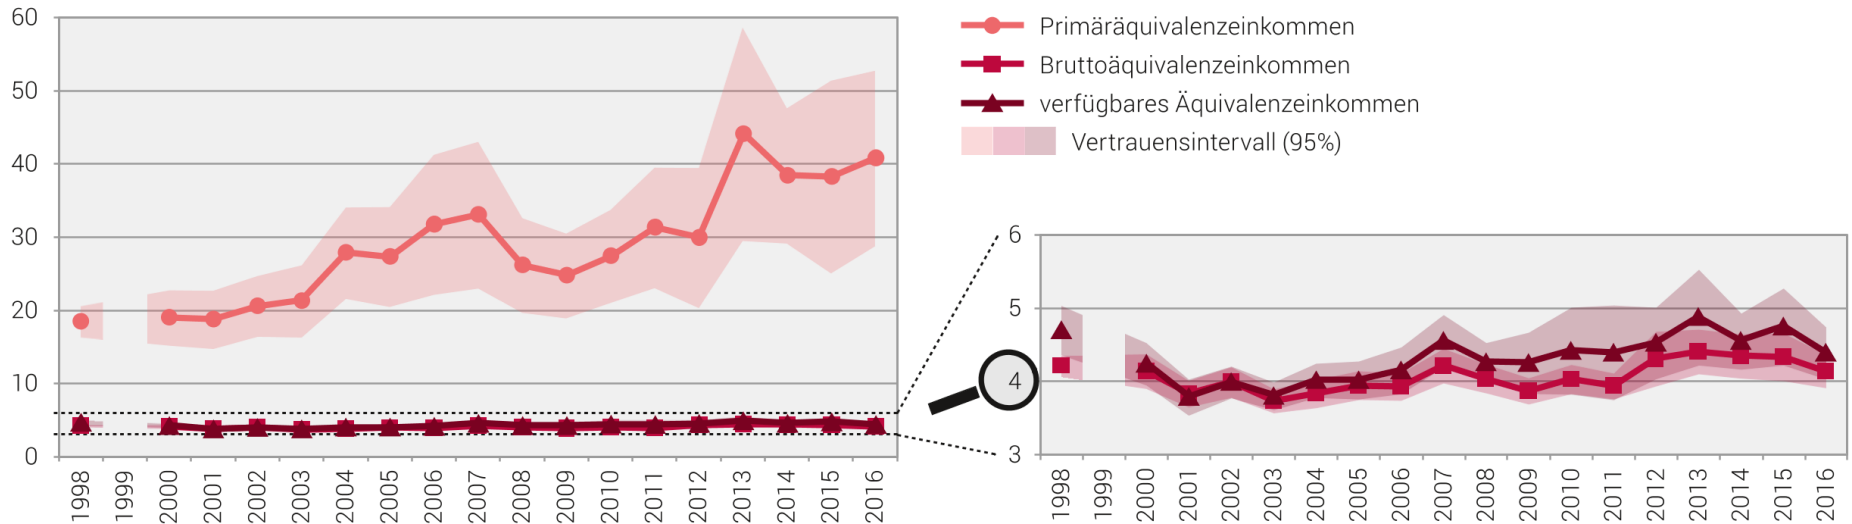 60
50
40
30
20
10
0
1998 1999 2000 2001 2002 2003 2004 2005 2006 2007 2008 2009 2010 2011 2012 2013 2014 2015 2016
Primäräquivalenzeinkommen
Bruttoäquivalenzeinkommen
verfügbares Äquivalenzeinkommen
Vertrauensintervall (95%)
6
5
4
3
1998 1999 2000 2001 2002 2003 2004 2005 2006 2007 2008 2009 2010 2011 2012 2013 2014 2015 2016